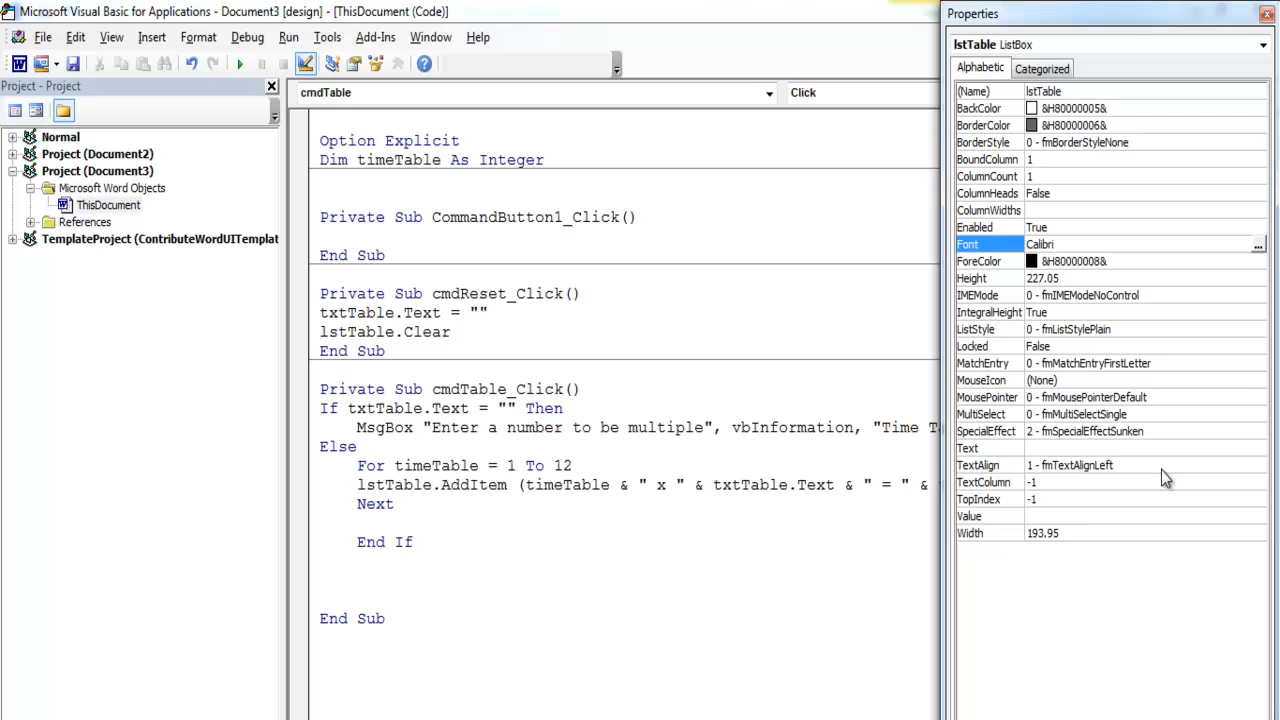 Microsoft Visual Basic for Applications - Document3 [design] - [ThisDocument (Code)]
File Edit View Insert Format Debug Run Tools Add-Ins Window Help
Project - Project
Normal
Project (Document2)
Project (Document3)
Microsoft Word Objects
ThisDocument
References
TemplateProject (ContributeWordUITemplat
cmdTable Click
Option Explicit
Dim timeTable As Integer
Private Sub CommandButton1_Click()
End Sub
Private Sub cmdReset_Click()
txtTable.Text = ""
lstTable.Clear
End Sub
Private Sub cmdTable_Click()
If txtTable.Text = "" Then
MsgBox "Enter a number to be multiple", vbInformation, "Time T
Else
For timeTable = 1 To 12
lstTable.AddItem (timeTable & " x " & txtTable.Text & " = " &
Next
End If
End Sub
Properties
lstTable ListBox
Alphabetic Categorized
(Name) lstTable
BackColor &H80000005&
BorderColor &H80000006&
BorderStyle 0 - fmBorderStyleNone
BoundColumn 1
ColumnCount 1
ColumnHeads False
ColumnWidths
Enabled True
Font Calibri ...
ForeColor &H80000008&
Height 227.05
IMEMode 0 - fmIMEModeNoControl
IntegralHeight True
ListStyle 0 - fmListStylePlain
Locked False
MatchEntry 0 - fmMatchEntryFirstLetter
MouseIcon (None)
MousePointer 0 - fmMousePointerDefault
MultiSelect 0 - fmMultiSelectSingle
SpecialEffect 2 - fmSpecialEffectSunken
Text
TextAlign 1 - fmTextAlignLeft
TextColumn -1
TopIndex -1
Value
Width 193.95